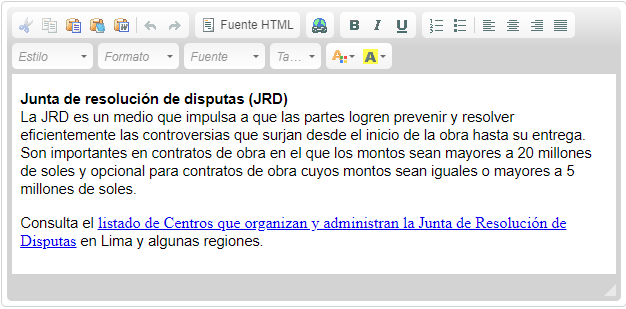 Fuente HTML
B I U
Estilo Formato Fuente Ta… A A
Junta de resolución de disputas (JRD)
La JRD es un medio que impulsa a que las partes logren prevenir y resolver
eficientemente las controversias que surjan desde el inicio de la obra hasta su entrega.
Son importantes en contratos de obra en el que los montos sean mayores a 20 millones
de soles y opcional para contratos de obra cuyos montos sean iguales o mayores a 5
millones de soles.
Consulta el listado de Centros que organizan y administran la Junta de Resolución de
Disputas en Lima y algunas regiones.